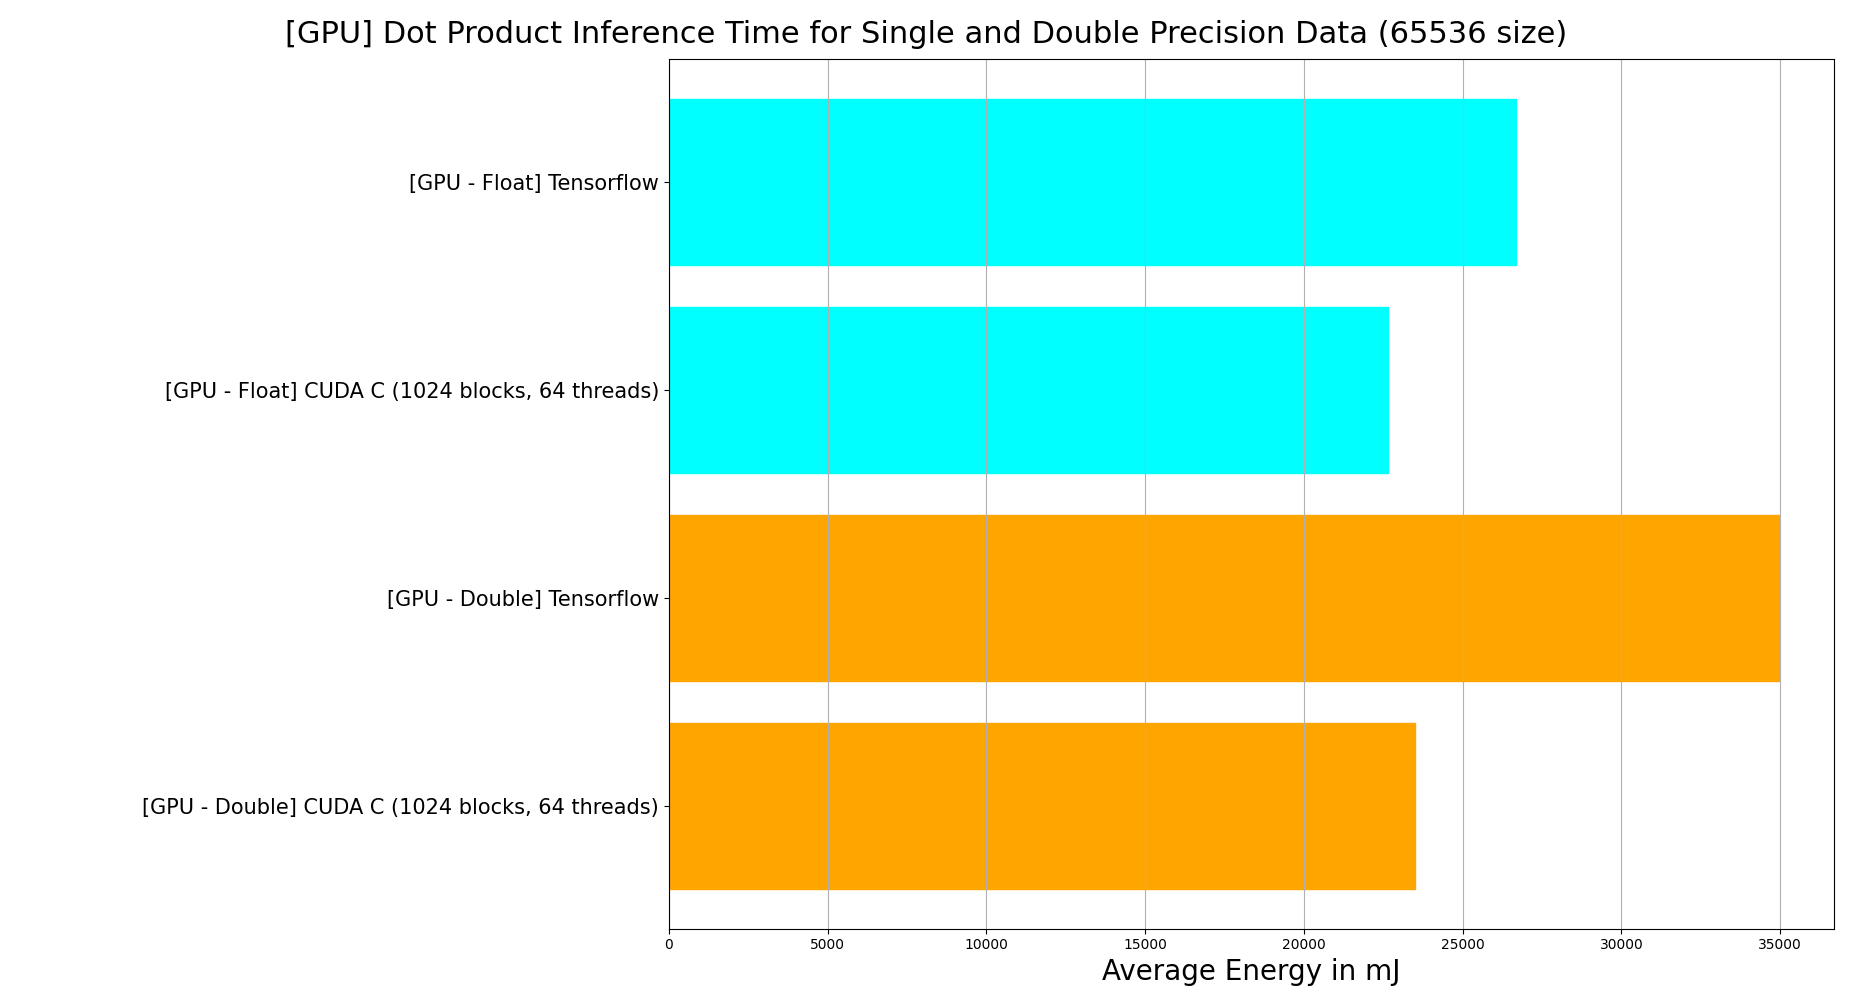 [GPU] Dot Product Inference Time for Single and Double Precision Data (65536 size)
[GPU - Float] Tensorflow
[GPU - Float] CUDA C (1024 blocks, 64 threads)
[GPU - Double] Tensorflow
[GPU - Double] CUDA C (1024 blocks, 64 threads)
0 5000 10000 15000 20000 25000 30000 35000
Average Energy in mJ